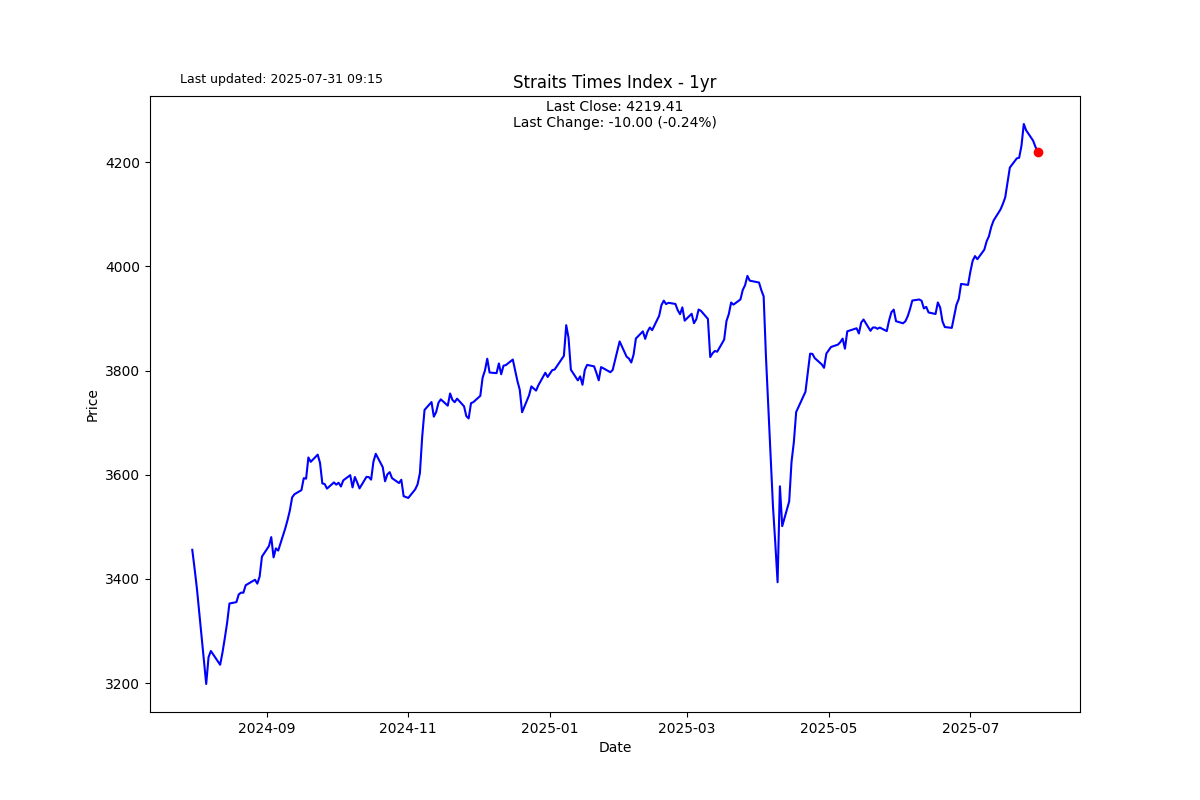 Last updated: 2025-07-31 09:15
Straits Times Index - 1yr
Last Close: 4219.41
Last Change: -10.00 (-0.24%)
4200
4000
3800
3600
3400
3200
Price
2024-09
2024-11
2025-01
2025-03
2025-05
2025-07
Date